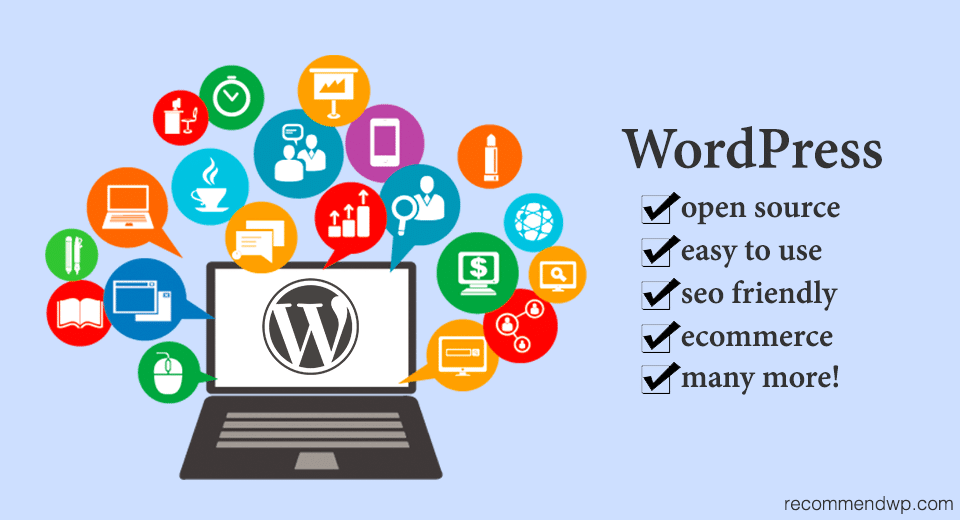 WordPress
open source
easy to use
seo friendly
ecommerce
many more!
W
$
recommendwp.com